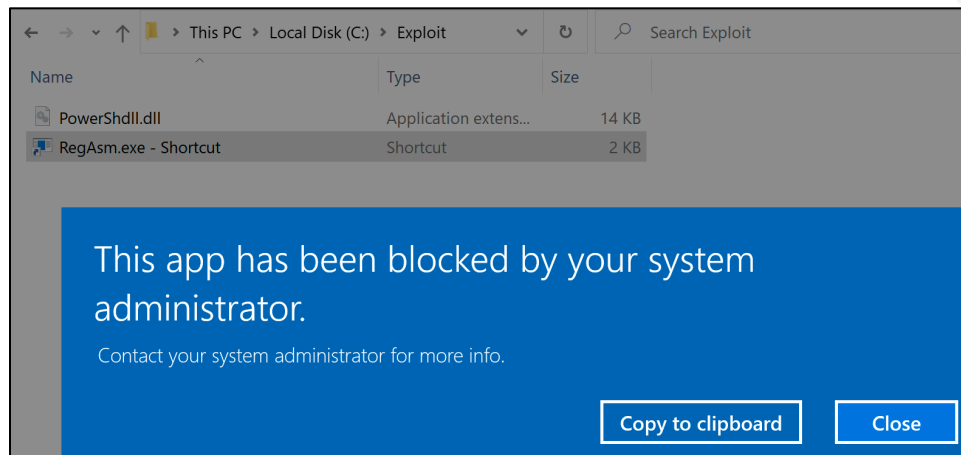 This PC > Local Disk (C:) > Exploit
Search Exploit
Name Type Size
PowerShdll.dll Application extens... 14 KB
RegAsm.exe - Shortcut Shortcut 2 KB
This app has been blocked by your system
administrator.
Contact your system administrator for more info.
Copy to clipboard Close